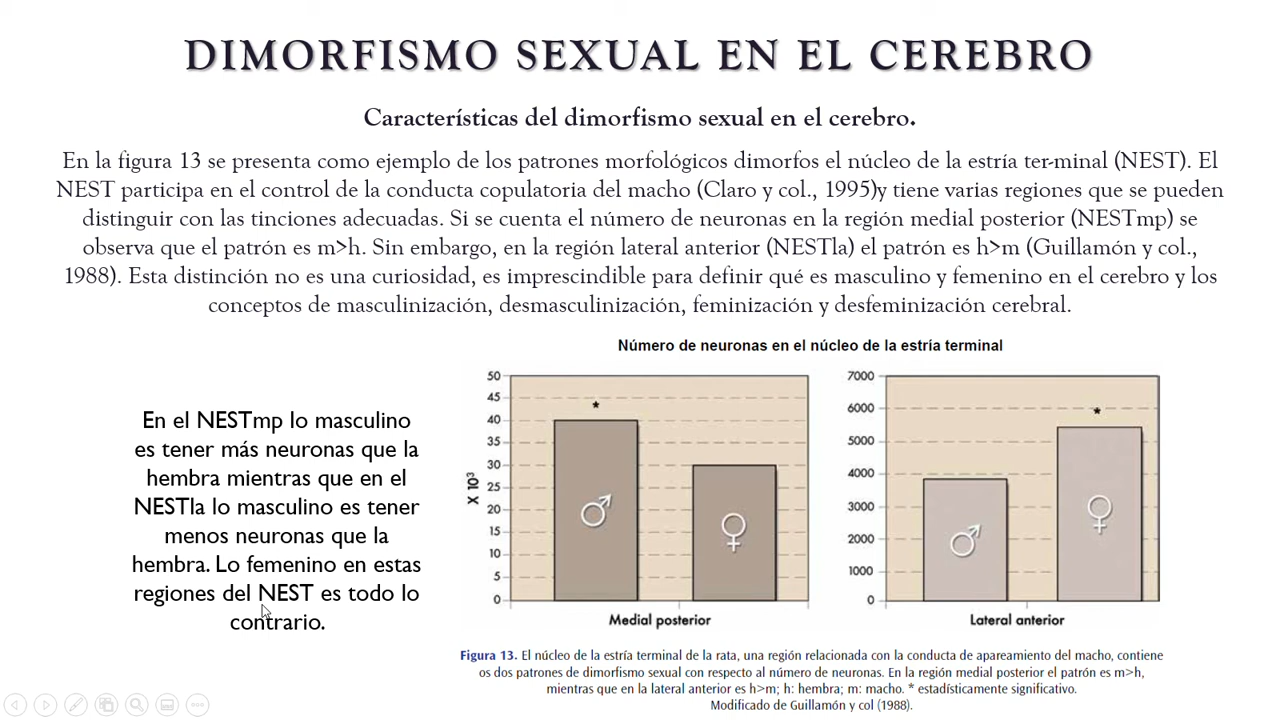 DIMORFISMO SEXUAL EN EL CEREBRO
Características del dimorfismo sexual en el cerebro.
En la figura 13 se presenta como ejemplo de los patrones morfológicos dimorfos el núcleo de la estría ter-minal (NEST). El
NEST participa en el control de la conducta copulatoria del macho (Claro y col., 1995)y tiene varias regiones que se pueden
distinguir con las tinciones adecuadas. Si se cuenta el número de neuronas en la región medial posterior (NESTmp) se
observa que el patrón es m>h. Sin embargo, en la región lateral anterior (NESTla) el patrón es h>m (Guillamón y col.,
1988). Esta distinción no es una curiosidad, es imprescindible para definir qué es masculino y femenino en el cerebro y los
conceptos de masculinización, desmasculinización, feminización y desfeminización cerebral.
En el NESTmp lo masculino
es tener más neuronas que la
hembra mientras que en el
NESTla lo masculino es tener
menos neuronas que la
hembra. Lo femenino en estas
regiones del NEST es todo lo
contrario.
Número de neuronas en el núcleo de la estría terminal
X 10³
50
45
40
35
30
25
20
15
10
5
0
*
♂
♀
Medial posterior
7000
6000
5000
4000
3000
2000
1000
0
*
♂
♀
Lateral anterior
Figura 13. El núcleo de la estría terminal de la rata, una región relacionada con la conducta de apareamiento del macho, contiene
os dos patrones de dimorfismo sexual con respecto al número de neuronas. En la región medial posterior el patrón es m>h,
mientras que en la lateral anterior es h>m; h: hembra; m: macho. * estadísticamente significativo.
Modificado de Guillamón y col (1988).